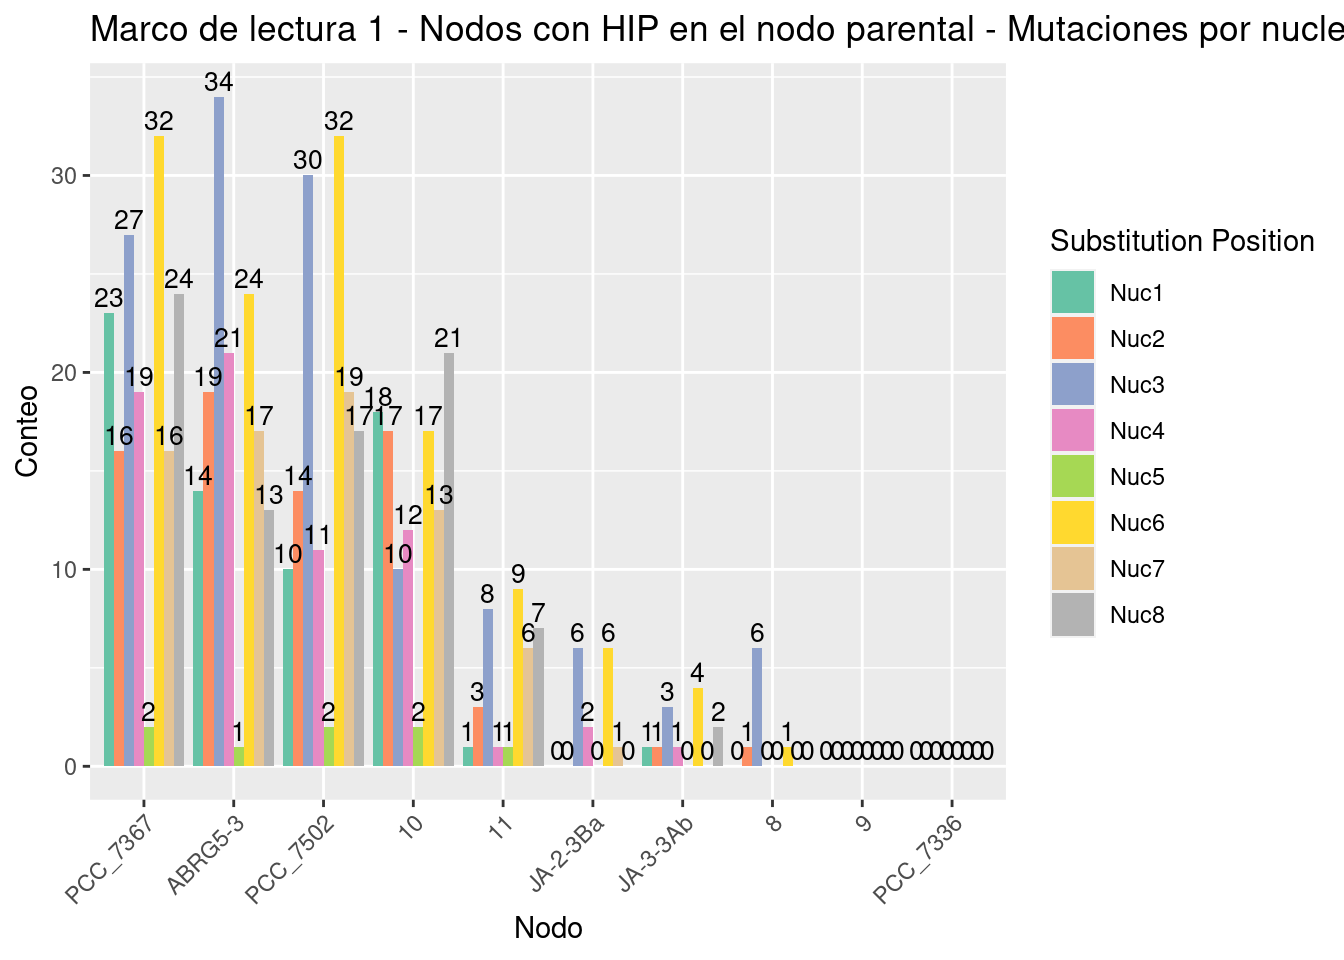 Marco de lectura 1 - Nodos con HIP en el nodo parental - Mutaciones por nucle
Conteo
30
20
10
0
23 16 27 19 2 32 16 24
14 19 34 21 1 24 17 13
10 14 30 11 2 32 19 17
18 17 10 12 2 17 13 21
1 3 8 1 1 9 6 7
0 0 6 2 0 6 1 0
1 1 3 1 0 4 0 2
0 1 6 0 0 1 0 0
0 0 0 0 0 0 0 0
0 0 0 0 0 0 0 0
PCC_7367
ABRG5-3
PCC_7502
10
11
JA-2-3Ba
JA-3-3Ab
8
9
PCC_7336
Nodo
Substitution Position
Nuc1
Nuc2
Nuc3
Nuc4
Nuc5
Nuc6
Nuc7
Nuc8